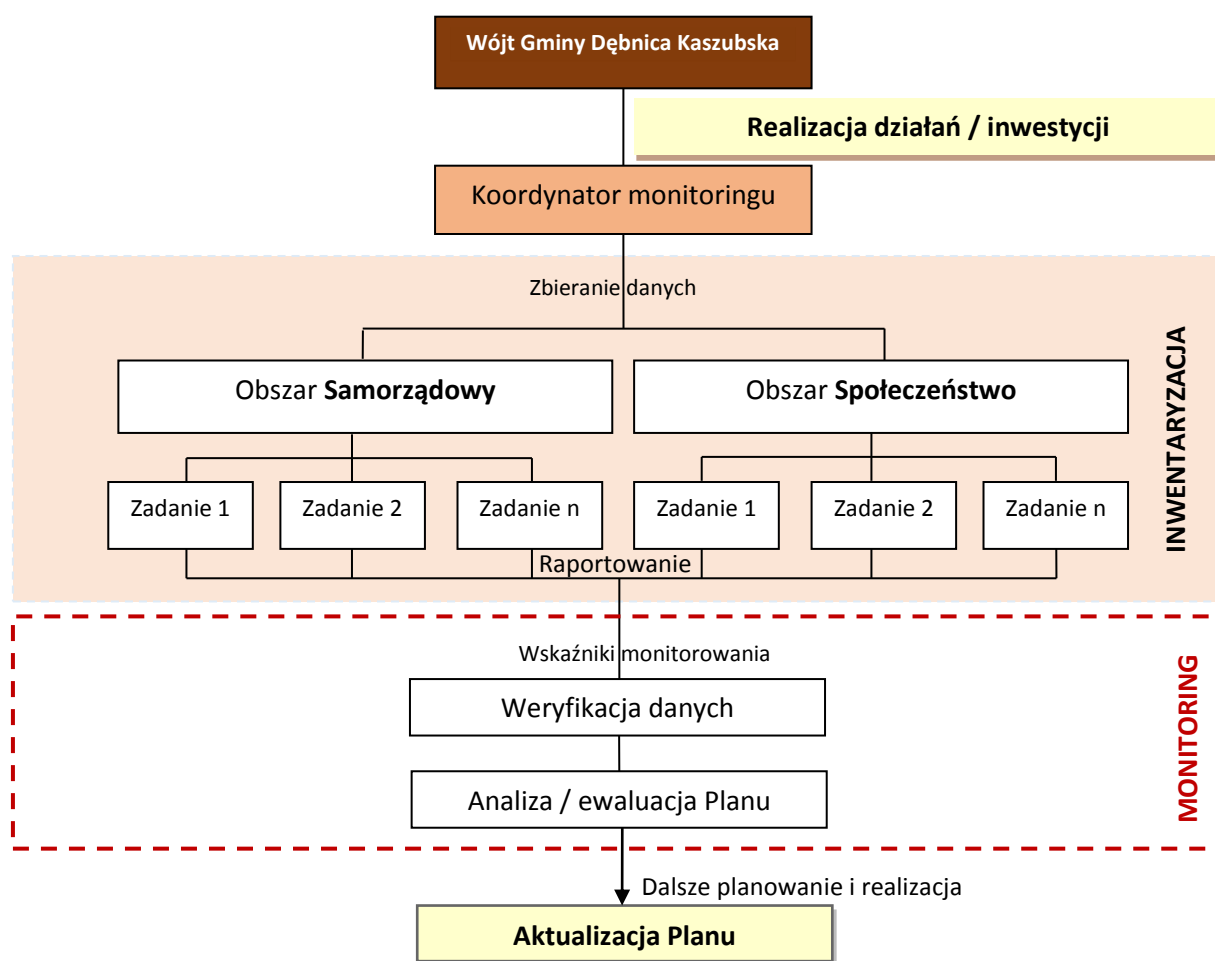 Wójt Gminy Dębnica Kaszubska
Realizacja działań / inwestycji
Koordynator monitoringu
Zbieranie danych
INWENTARYZACJA
Obszar Samorządowy
Obszar Społeczeństwo
Zadanie 1
Zadanie 2
Zadanie n
Zadanie 1
Zadanie 2
Zadanie n
Raportowanie
MONITORING
Wskaźniki monitorowania
Weryfikacja danych
Analiza / ewaluacja Planu
Dalsze planowanie i realizacja
Aktualizacja Planu